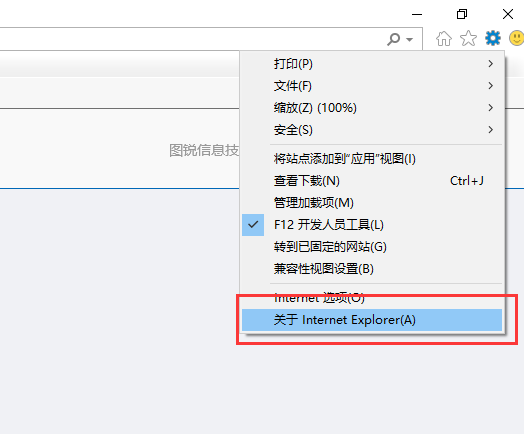 图锐信息技
打印(P)
文件(F)
缩放(Z) (100%)
安全(S)
将站点添加到“应用”视图(I)
查看下载(N) Ctrl+J
管理加载项(M)
F12 开发人员工具(L)
转到已固定的网站(G)
兼容性视图设置(B)
Internet 选项(O)
关于 Internet Explorer(A)